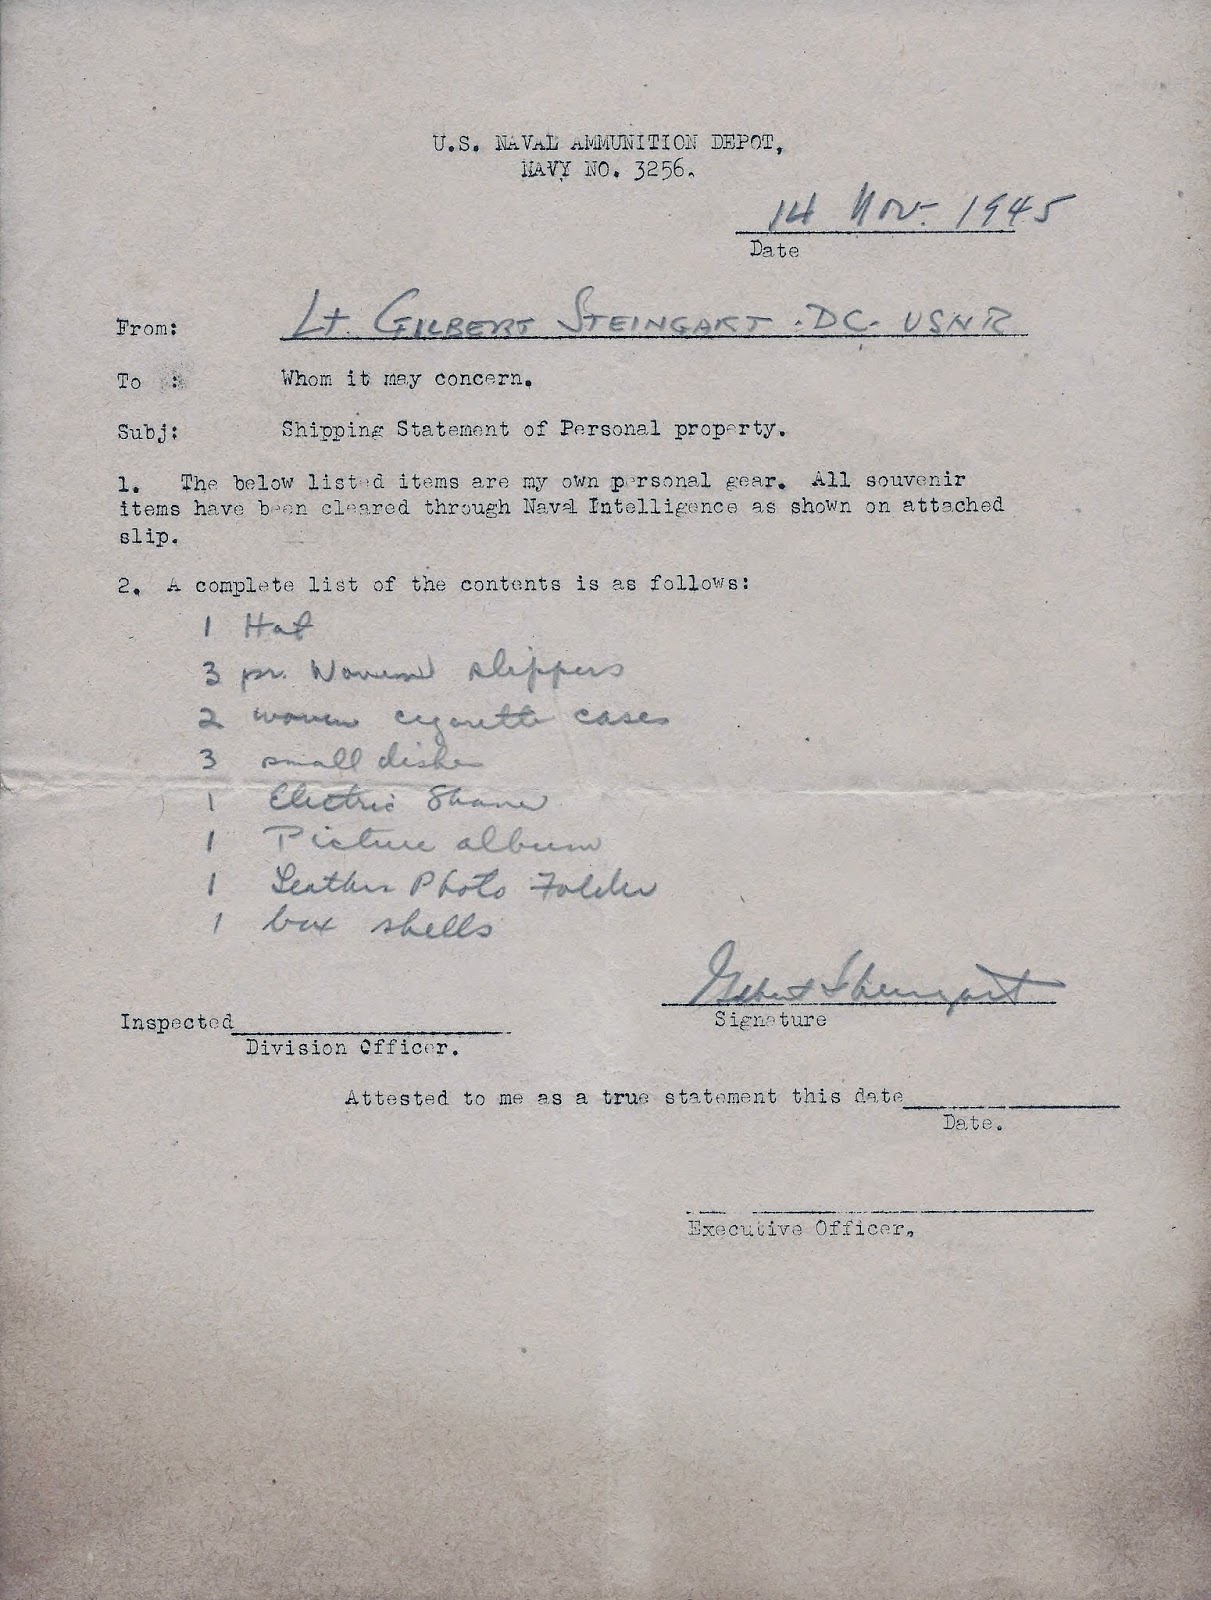 U.S. NAVAL AMMUNITION DEPOT,
NAVY NO. 3256.
14 Nov. 1945
Date
From: Lt. GILBERT STEINGART .DC. USNR
To : Whom it may concern.
Subj: Shipping Statement of Personal property.
1. The below listed items are my own personal gear. All souvenir
items have been cleared through Naval Intelligence as shown on attached
slip.
2. A complete list of the contents is as follows:
1 Hat
3 pr. Woven slippers
2 woven cigarette cases
3 small dishes
1 Electric Shaver
1 Picture album
1 Leather Photo Folder
1 box shells
Gilbert Steingart
Signature
Inspected
Division Officer.
Attested to me as a true statement this date
Date.
Executive Officer.